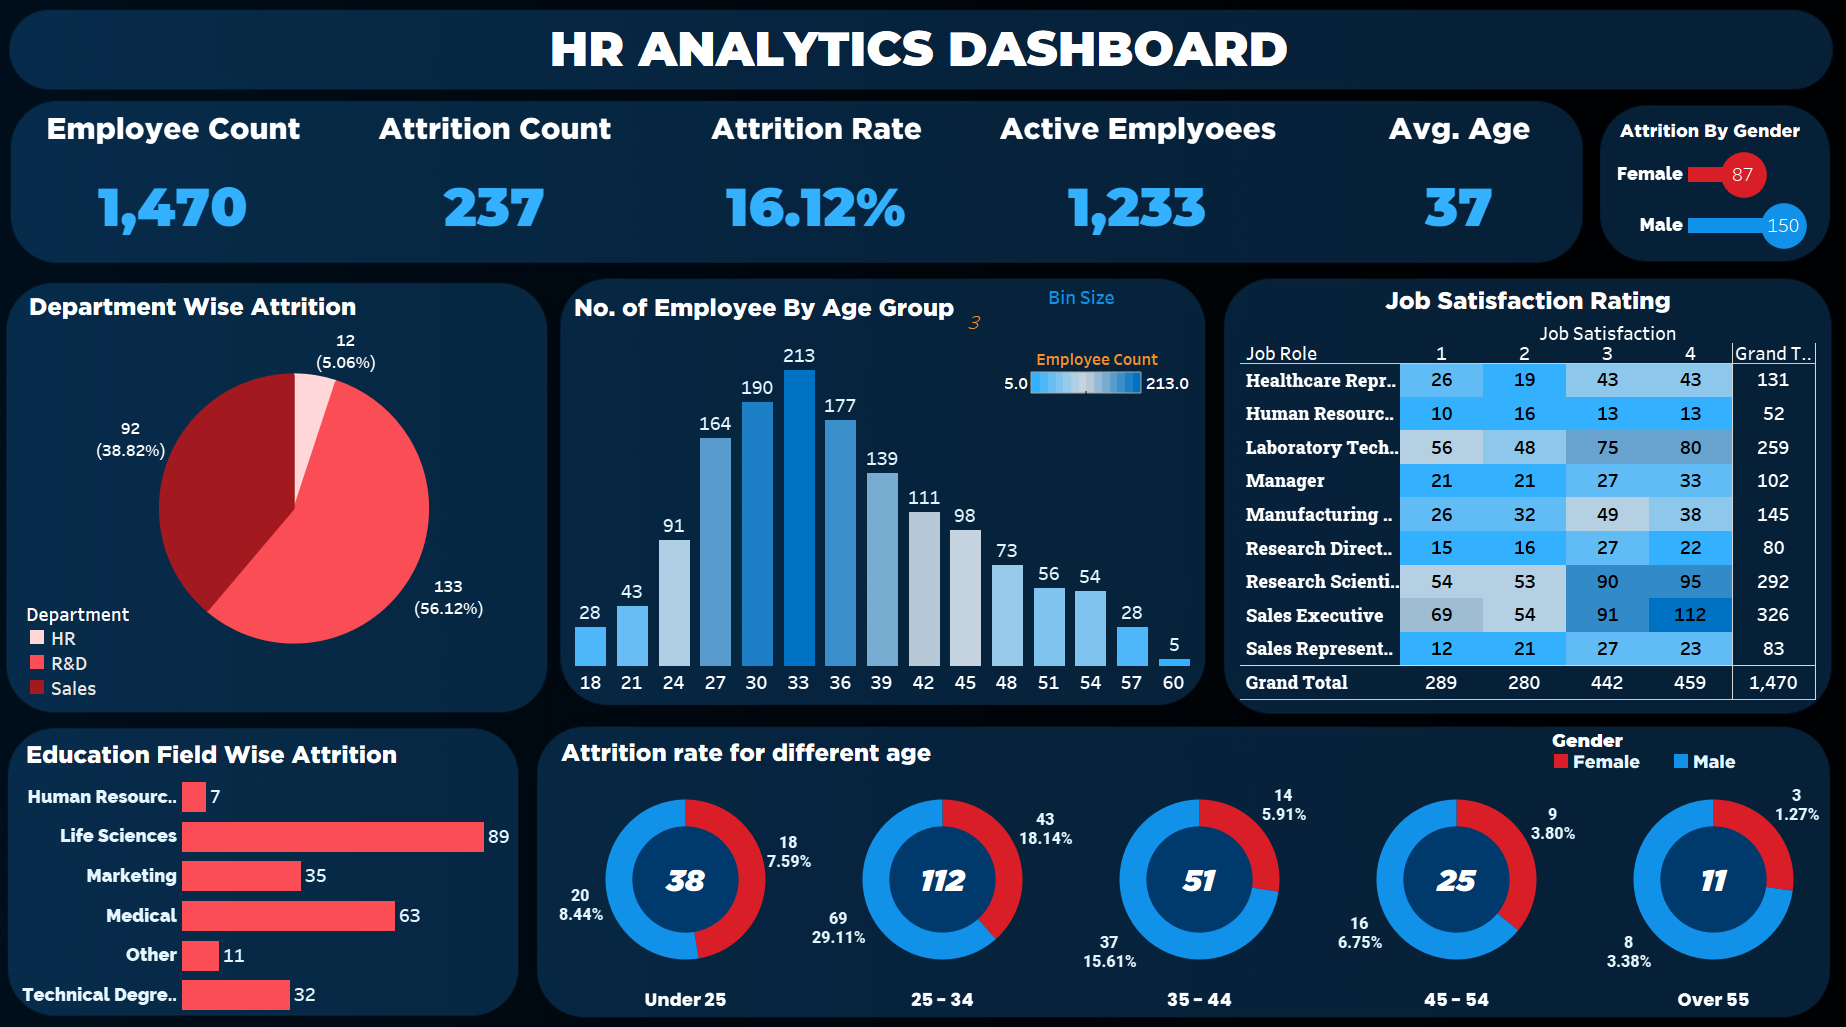 HR ANALYTICS DASHBOARD
Employee Count
Attrition Count
Attrition Rate
Active Emplyoees
Avg. Age
1,470
237
16.12%
1,233
37
Attrition By Gender
Female 87
Male 150
Department Wise Attrition
12
(5.06%)
92
(38.82%)
133
(56.12%)
Department
HR
R&D
Sales
No. of Employee By Age Group
Bin Size
3
Employee Count
5.0 213.0
28 43 91 164 190 213 177 139 111 98 73 56 54 28 5
18 21 24 27 30 33 36 39 42 45 48 51 54 57 60
Job Satisfaction Rating
Job Satisfaction
Job Role 1 2 3 4 Grand T..
Healthcare Repr.. 26 19 43 43 131
Human Resourc.. 10 16 13 13 52
Laboratory Tech.. 56 48 75 80 259
Manager 21 21 27 33 102
Manufacturing .. 26 32 49 38 145
Research Direct.. 15 16 27 22 80
Research Scienti.. 54 53 90 95 292
Sales Executive 69 54 91 112 326
Sales Represent.. 12 21 27 23 83
Grand Total 289 280 442 459 1,470
Education Field Wise Attrition
Human Resourc.. 7
Life Sciences 89
Marketing 35
Medical 63
Other 11
Technical Degre.. 32
Attrition rate for different age
Gender
Female Male
18
7.59%
38
20
8.44%
Under 25
43
18.14%
112
69
29.11%
25 - 34
14
5.91%
51
37
15.61%
35 - 44
9
3.80%
25
16
6.75%
45 - 54
3
1.27%
11
8
3.38%
Over 55